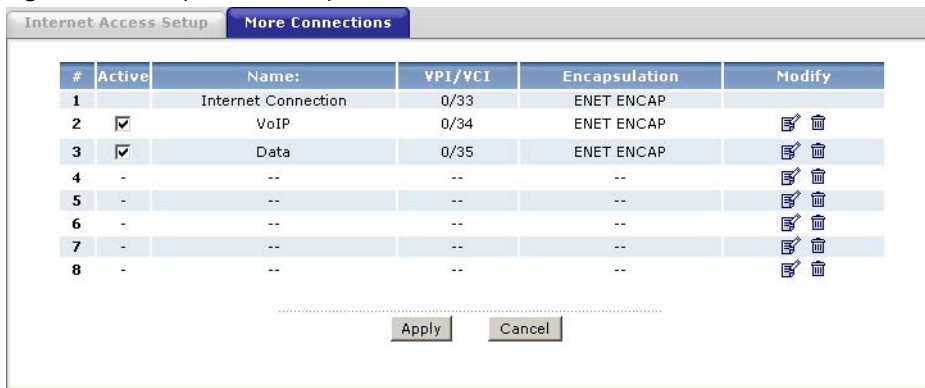 Internet Access Setup More Connections
# Active Name: VPI/VCI Encapsulation Modify
1 Internet Connection 0/33 ENET ENCAP
2 VoIP 0/34 ENET ENCAP
3 Data 0/35 ENET ENCAP
4 - -- -- --
5 - -- -- --
6 - -- -- --
7 - -- -- --
8 - -- -- --
Apply Cancel